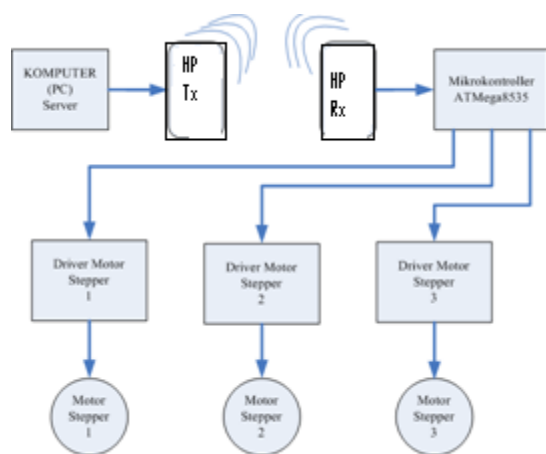 KOMPUTER
(PC)
Server
HP
Tx
HP
Rx
Mikrokontroller
ATMega8535
Driver Motor
Stepper
1
Driver Motor
Stepper
2
Driver Motor
Stepper
3
Motor
Stepper
1
Motor
Stepper
2
Motor
Stepper
3